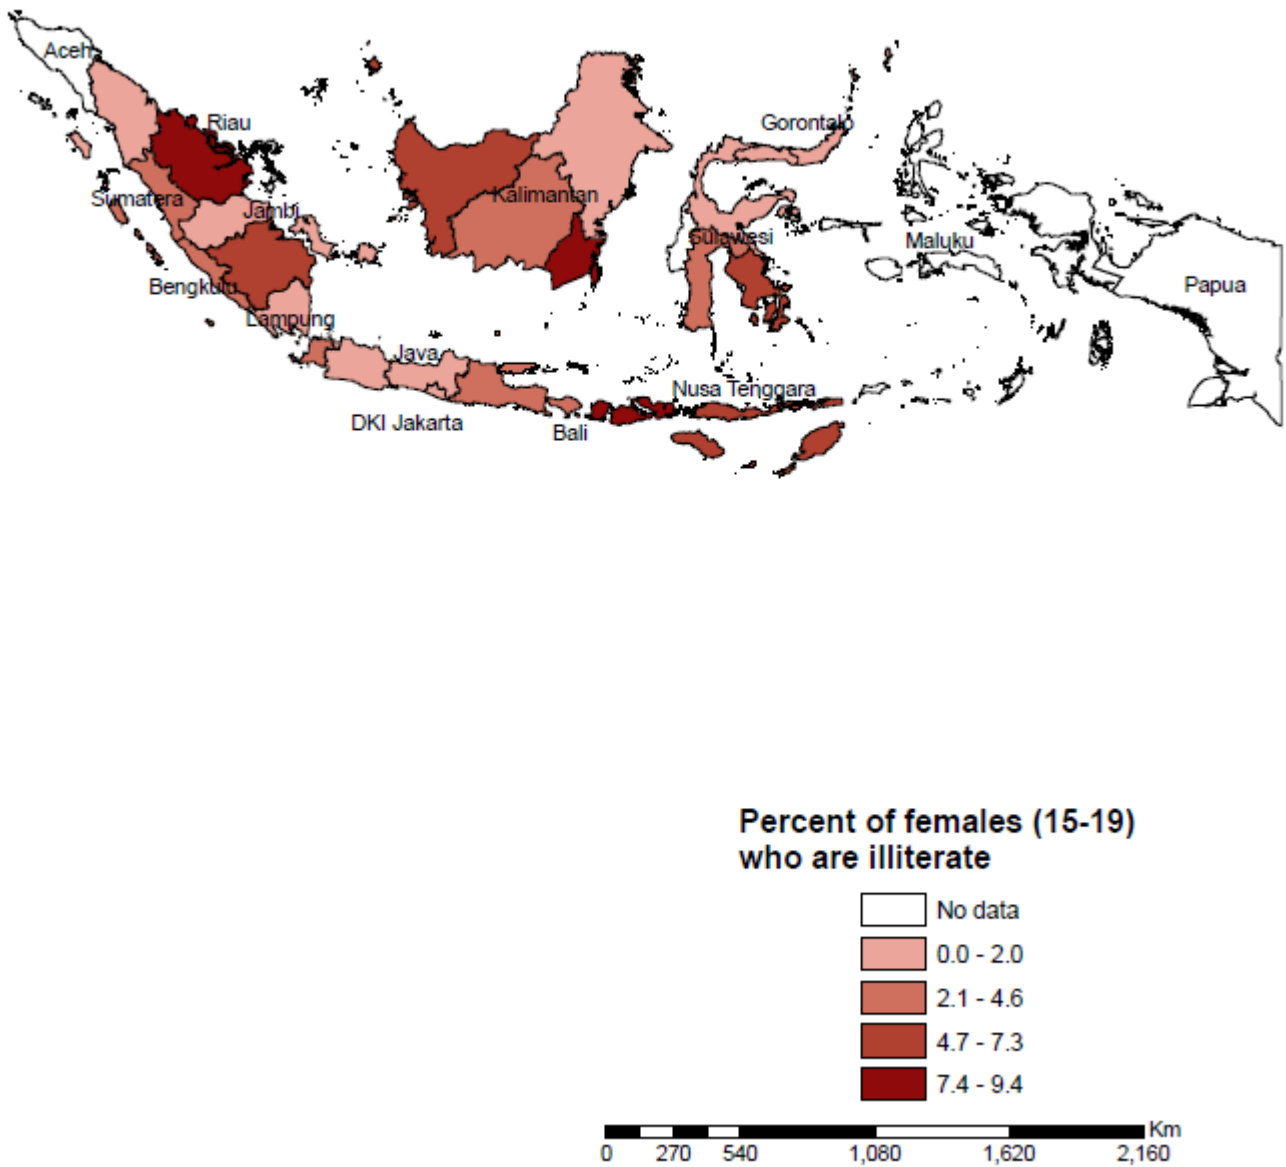 Aceh
Riau
Gorontalo
Sumatera
Kalimantan
Jambi
Sulawesi
Maluku
Bengkulu
Papua
Lampung
Java
Nusa Tenggara
DKI Jakarta
Bali
Percent of females (15-19)
who are illiterate
No data
0.0 - 2.0
2.1 - 4.6
4.7 - 7.3
7.4 - 9.4
Km
0 270 540 1,080 1,620 2,160